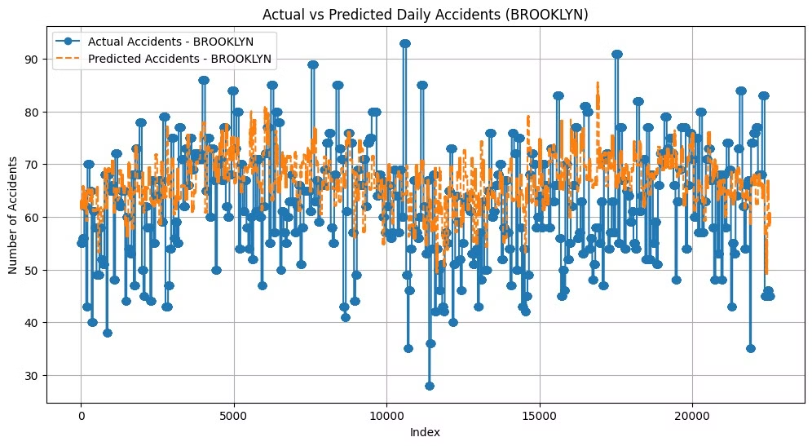 Actual vs Predicted Daily Accidents (BROOKLYN)
Actual Accidents - BROOKLYN
Predicted Accidents - BROOKLYN
90
80
70
60
50
40
30
Number of Accidents
0 5000 10000 15000 20000
Index